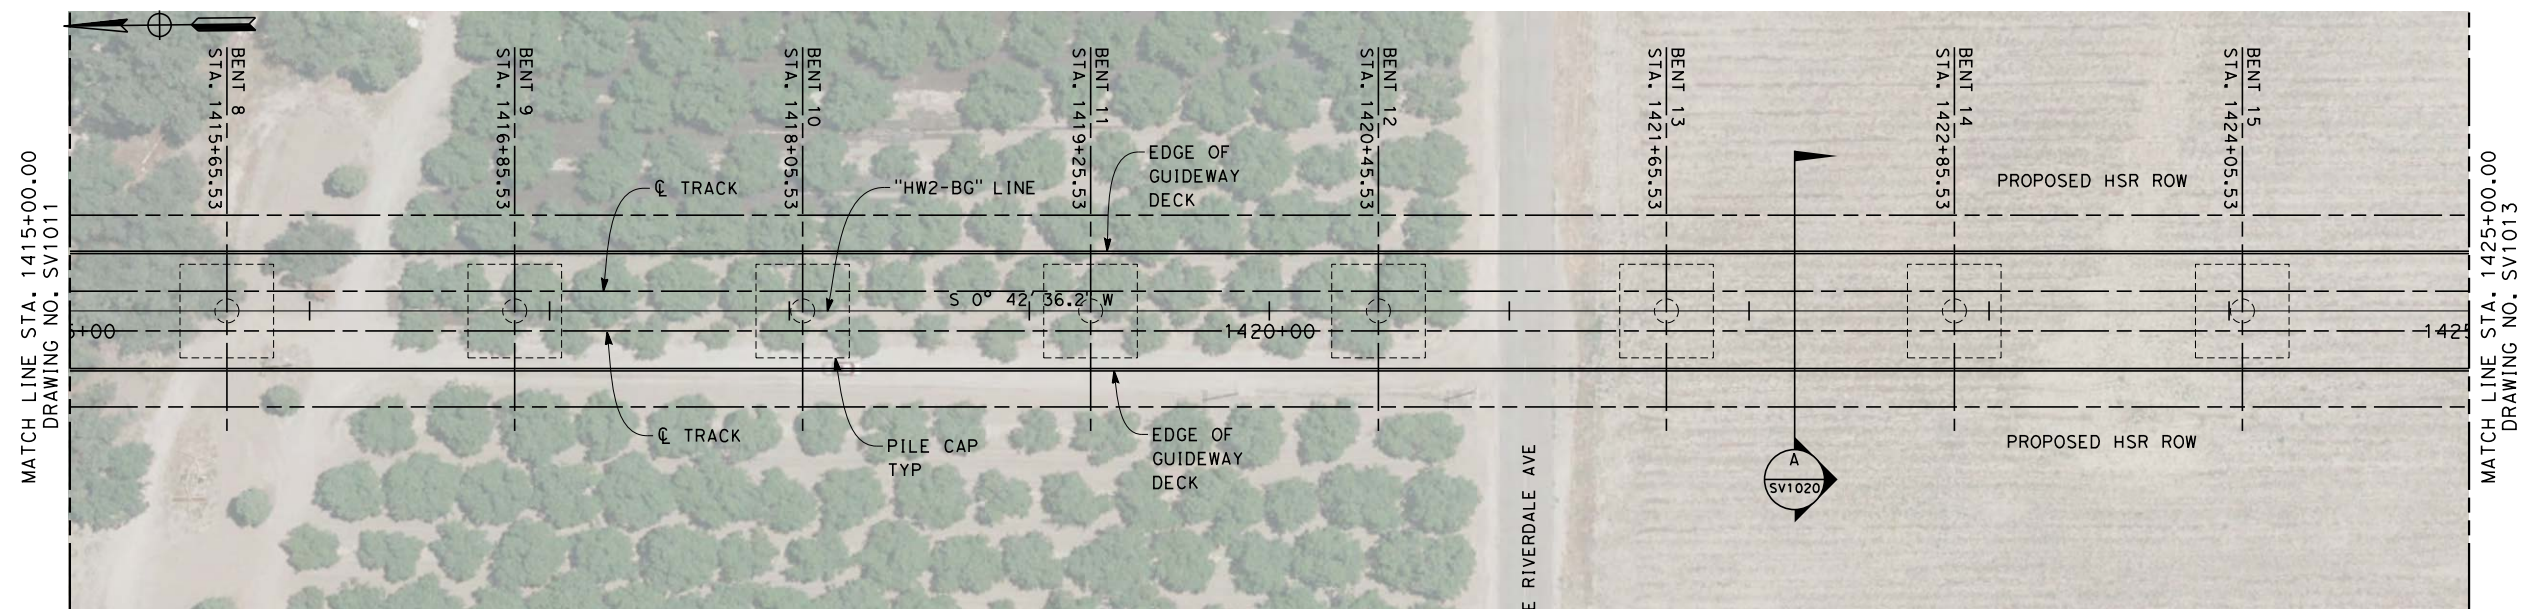 MATCH LINE STA. 1415+00.00
DRAWING NO. SV1011
BENT 8
STA. 1415+65.53
BENT 9
STA. 1416+85.53
BENT 10
STA. 1418+05.53
BENT 11
STA. 1419+25.53
BENT 12
STA. 1420+45.53
BENT 13
STA. 1421+65.53
BENT 14
STA. 1422+85.53
BENT 15
STA. 1424+05.53
℄ TRACK
"HW2-BG" LINE
EDGE OF
GUIDEWAY
DECK
PROPOSED HSR ROW
S 0° 42' 36.2" W
5+00
1420+00
1425
℄ TRACK
PILE CAP
TYP
EDGE OF
GUIDEWAY
DECK
E RIVERDALE AVE
A
SV1020
PROPOSED HSR ROW
MATCH LINE STA. 1425+00.00
DRAWING NO. SV1013